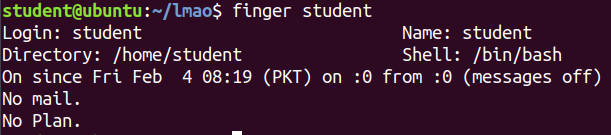 student@ubuntu:~/lmao$ finger student
Login: student                          Name: student
Directory: /home/student                Shell: /bin/bash
On since Fri Feb  4 08:19 (PKT) on :0 from :0 (messages off)
No mail.
No Plan.